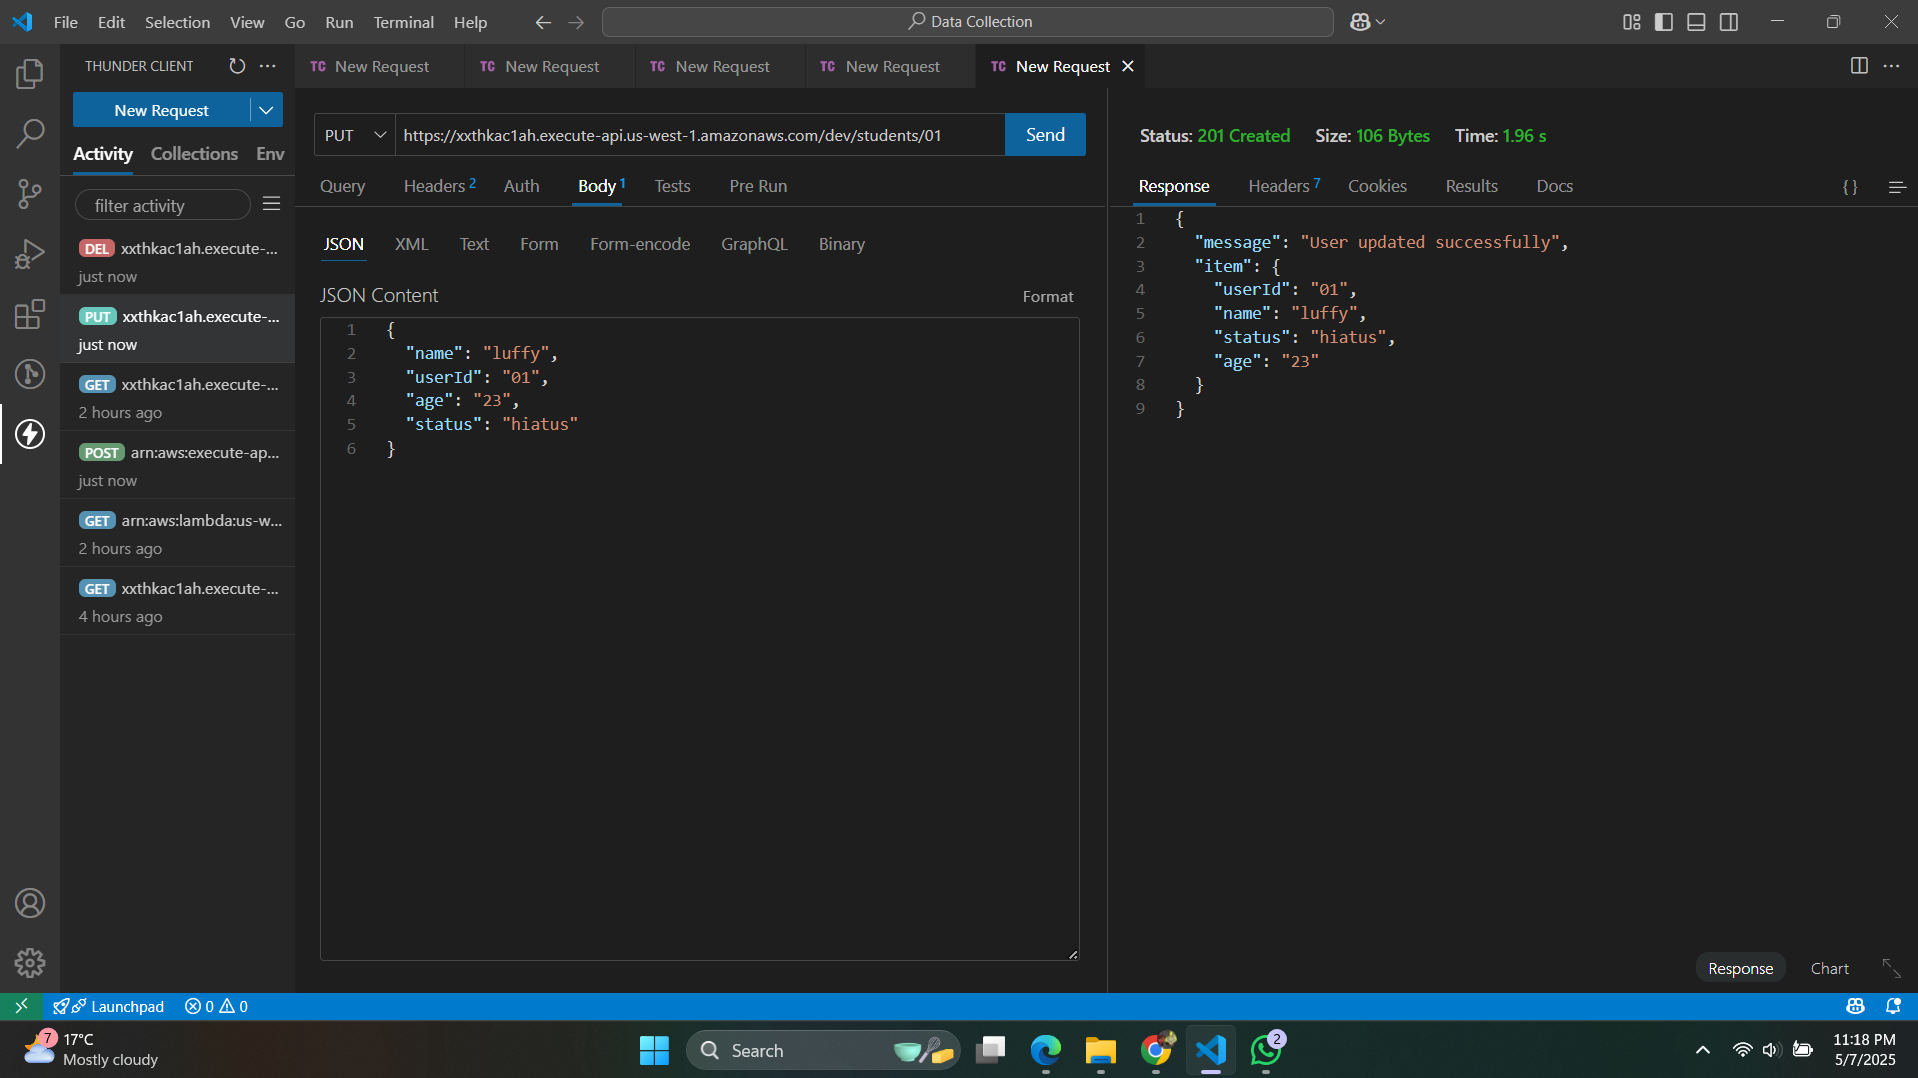 File Edit Selection View Go Run Terminal Help
Data Collection
THUNDER CLIENT
New Request
Activity Collections Env
filter activity
DEL xxthkac1ah.execute-...
just now
PUT xxthkac1ah.execute-...
just now
GET xxthkac1ah.execute-...
2 hours ago
POST arn:aws:execute-ap...
just now
GET arn:aws:lambda:us-w...
2 hours ago
GET xxthkac1ah.execute-...
4 hours ago
TC New Request TC New Request TC New Request TC New Request TC New Request
PUT https://xxthkac1ah.execute-api.us-west-1.amazonaws.com/dev/students/01 Send
Query Headers 2 Auth Body 1 Tests Pre Run
JSON XML Text Form Form-encode GraphQL Binary
JSON Content Format
1 {
2 "name": "luffy",
3 "userId": "01",
4 "age": "23",
5 "status": "hiatus"
6 }
Status: 201 Created Size: 106 Bytes Time: 1.96 s
Response Headers 7 Cookies Results Docs { }
1 {
2 "message": "User updated successfully",
3 "item": {
4 "userId": "01",
5 "name": "luffy",
6 "status": "hiatus",
7 "age": "23"
8 }
9 }
Response Chart
Launchpad 0 0
7 17°C
Mostly cloudy
Search
2
11:18 PM
5/7/2025